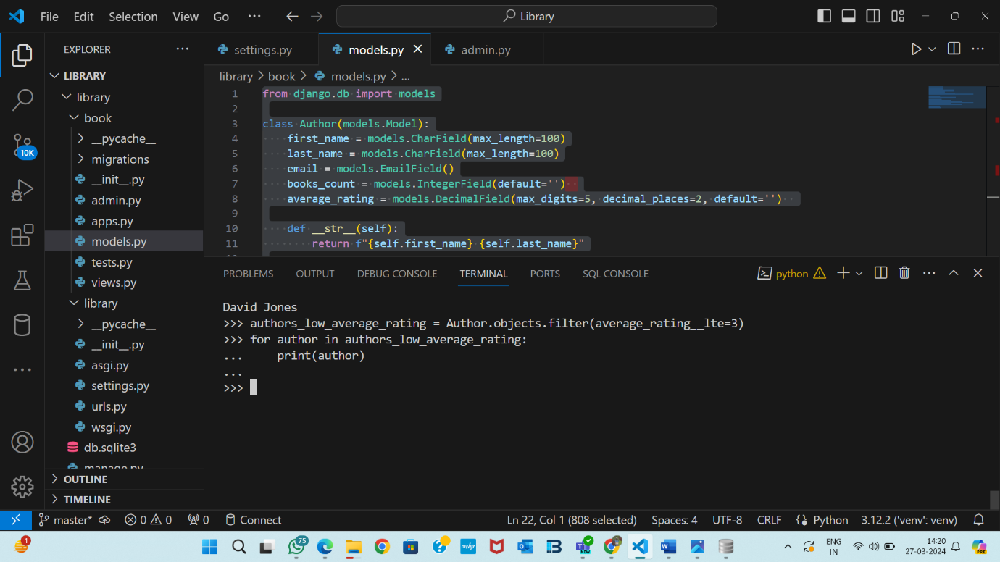 File Edit Selection View Go ··· Library
EXPLORER ···
LIBRARY
library
book
__pycache__
migrations
__init__.py
admin.py
apps.py
models.py
tests.py
views.py
library
__pycache__
__init__.py
asgi.py
settings.py
urls.py
wsgi.py
db.sqlite3
manage.py
OUTLINE
TIMELINE
10K
settings.py models.py admin.py
library > book > models.py > ...
1 from django.db import models
2
3 class Author(models.Model):
4 first_name = models.CharField(max_length=100)
5 last_name = models.CharField(max_length=100)
6 email = models.EmailField()
7 books_count = models.IntegerField(default='')
8 average_rating = models.DecimalField(max_digits=5, decimal_places=2, default='')
9
10 def __str__(self):
11 return f"{self.first_name} {self.last_name}"
PROBLEMS OUTPUT DEBUG CONSOLE TERMINAL PORTS SQL CONSOLE python
David Jones
>>> authors_low_average_rating = Author.objects.filter(average_rating__lte=3)
>>> for author in authors_low_average_rating:
... print(author)
...
>>>
master* 0 0 0 Connect Ln 22, Col 1 (808 selected) Spaces: 4 UTF-8 CRLF Python 3.12.2 ('venv': venv)
1 75 myhp NEW ENG 14:20 PRE
IN 27-03-2024